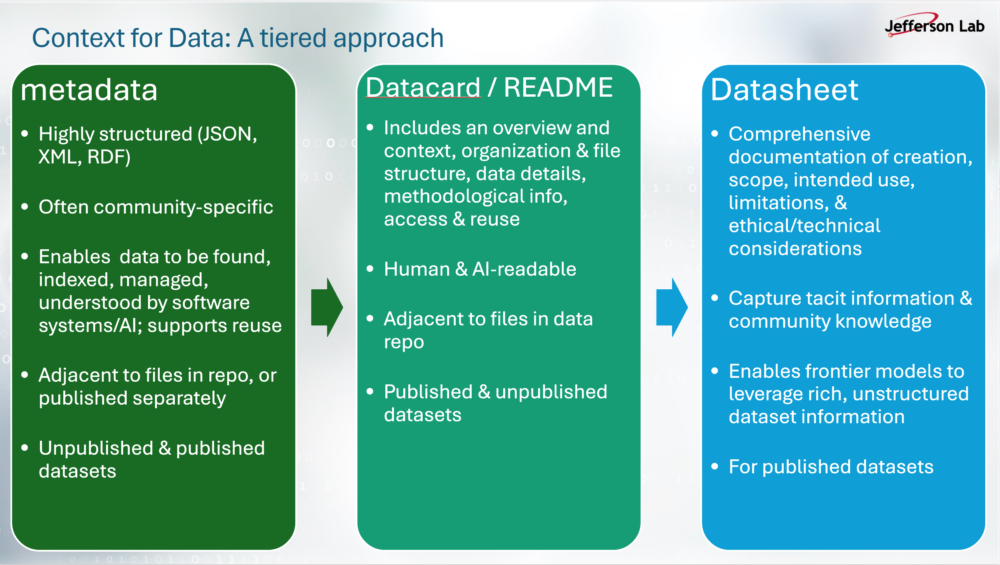 Context for Data: A tiered approach
Jefferson Lab
metadata
• Highly structured (JSON,
XML, RDF)
• Often community-specific
• Enables  data to be found,
indexed, managed,
understood by software
systems/AI; supports reuse
• Adjacent to files in repo, or
published separately
• Unpublished & published
datasets
Datacard / README
• Includes an overview and
context, organization & file
structure, data details,
methodological info,
access & reuse
• Human & AI-readable
• Adjacent to files in data
repo
• Published & unpublished
datasets
Datasheet
• Comprehensive
documentation of creation,
scope, intended use,
limitations, &
ethical/technical
considerations
• Capture tacit information &
community knowledge
• Enables frontier models to
leverage rich, unstructured
dataset information
• For published datasets